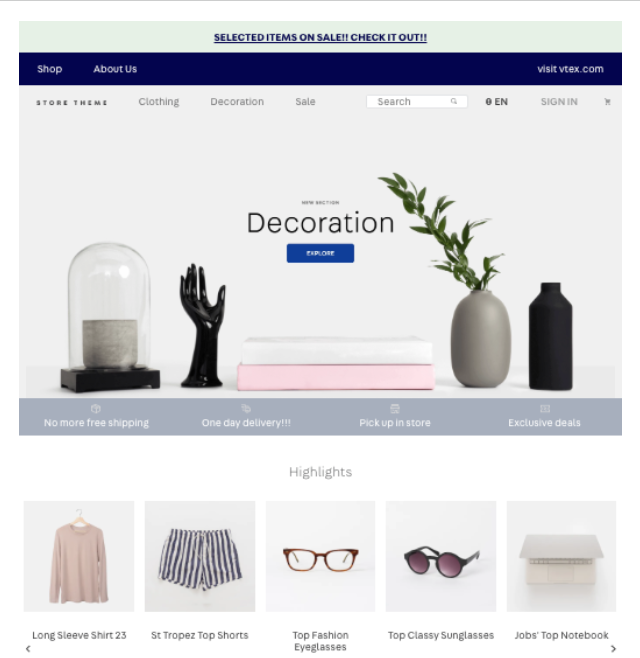 SELECTED ITEMS ON SALE!! CHECK IT OUT!!
Shop About Us visit vtex.com
STORE THEME Clothing Decoration Sale Search EN SIGN IN
NEW SECTION
Decoration
EXPLORE
No more free shipping One day delivery!!! Pick up in store Exclusive deals
Highlights
Long Sleeve Shirt 23 St Tropez Top Shorts Top Fashion Eyeglasses Top Classy Sunglasses Jobs' Top Notebook